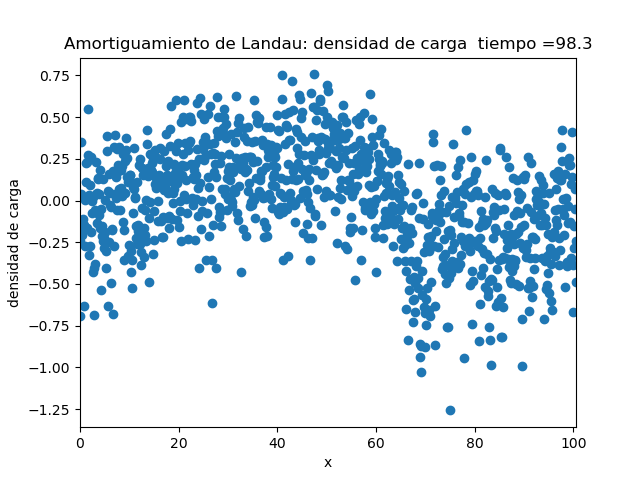 Amortiguamiento de Landau: densidad de carga  tiempo =98.3
0.75
0.50
0.25
0.00
−0.25
−0.50
−0.75
−1.00
−1.25
densidad de carga
0 20 40 60 80 100
x